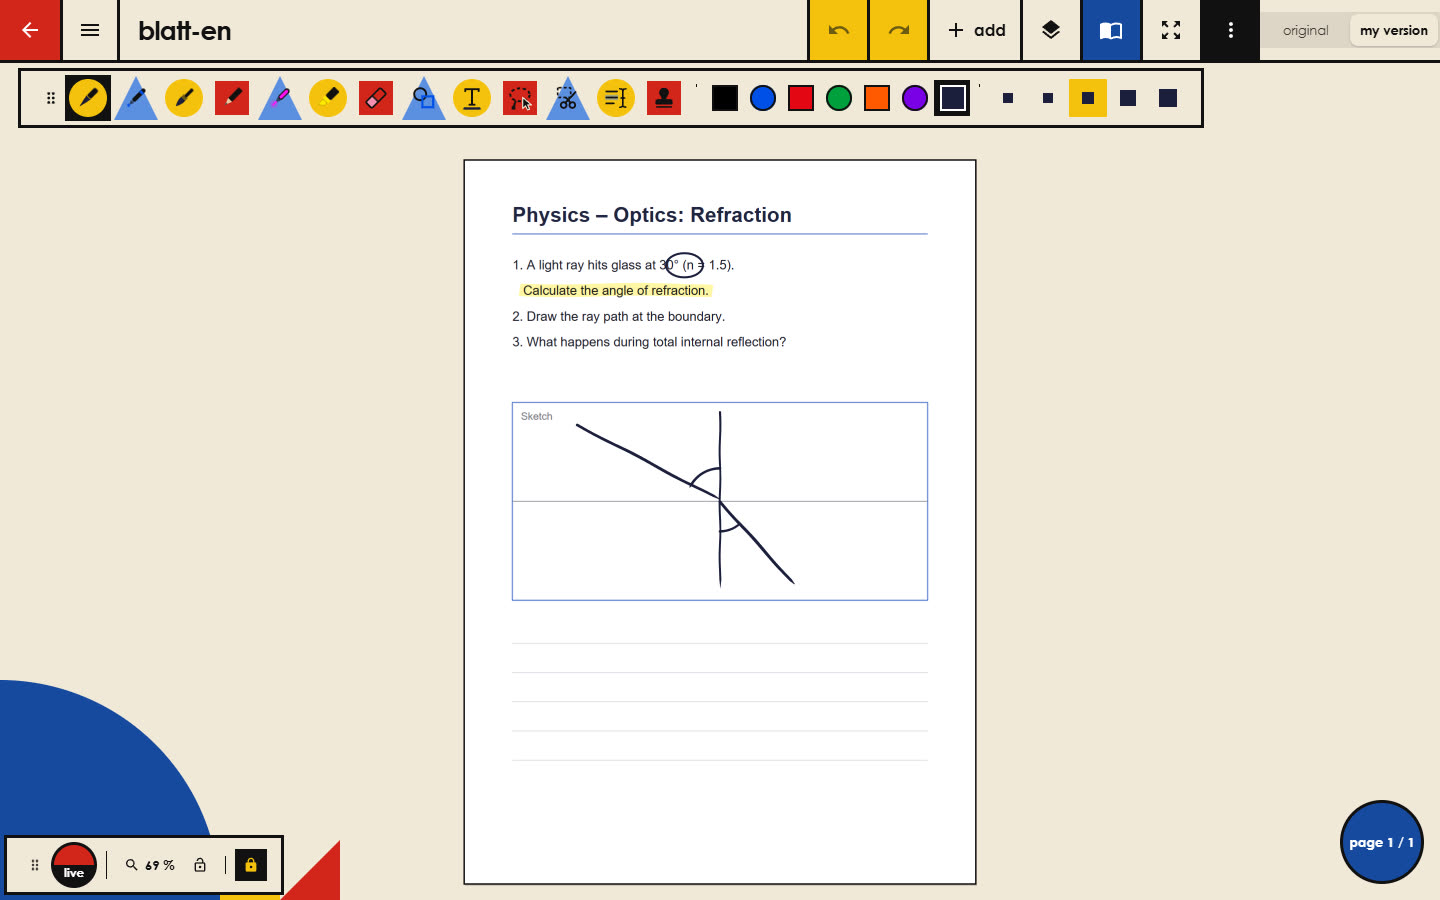 blatt-en
add
original
my version
Physics – Optics: Refraction
1. A light ray hits glass at 30° (n = 1.5).
Calculate the angle of refraction.
2. Draw the ray path at the boundary.
3. What happens during total internal reflection?
Sketch
live
69 %
page 1 / 1